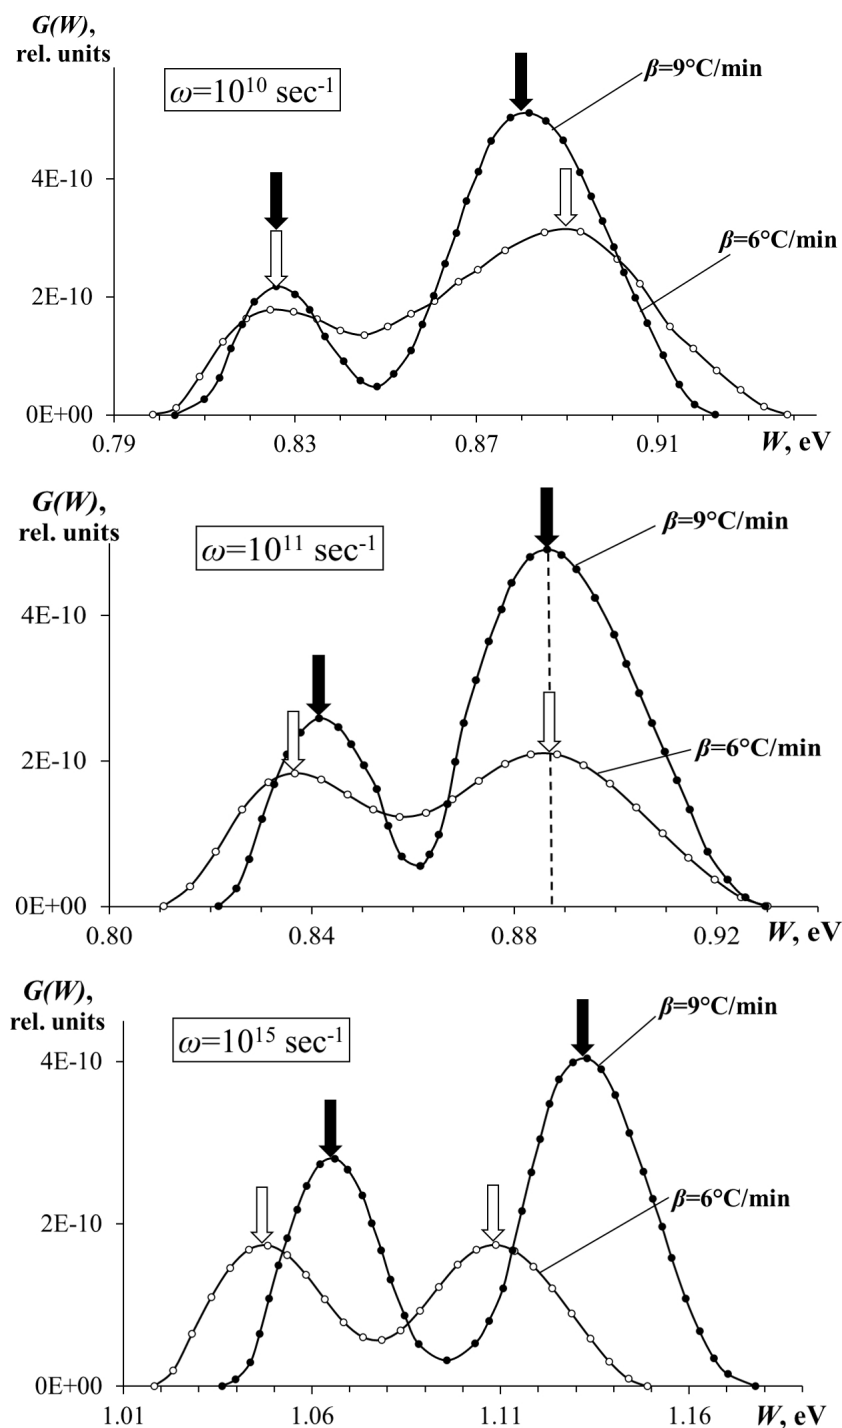 G(W),
rel. units
ω=10¹⁰ sec⁻¹
β=9°C/min
4E-10
β=6°C/min
2E-10
0E+00
0.79 0.83 0.87 0.91 W, eV
G(W),
rel. units
ω=10¹¹ sec⁻¹
β=9°C/min
4E-10
2E-10
β=6°C/min
0E+00
0.80 0.84 0.88 0.92 W, eV
G(W),
rel. units
ω=10¹⁵ sec⁻¹
β=9°C/min
4E-10
2E-10
β=6°C/min
0E+00
1.01 1.06 1.11 1.16 W, eV